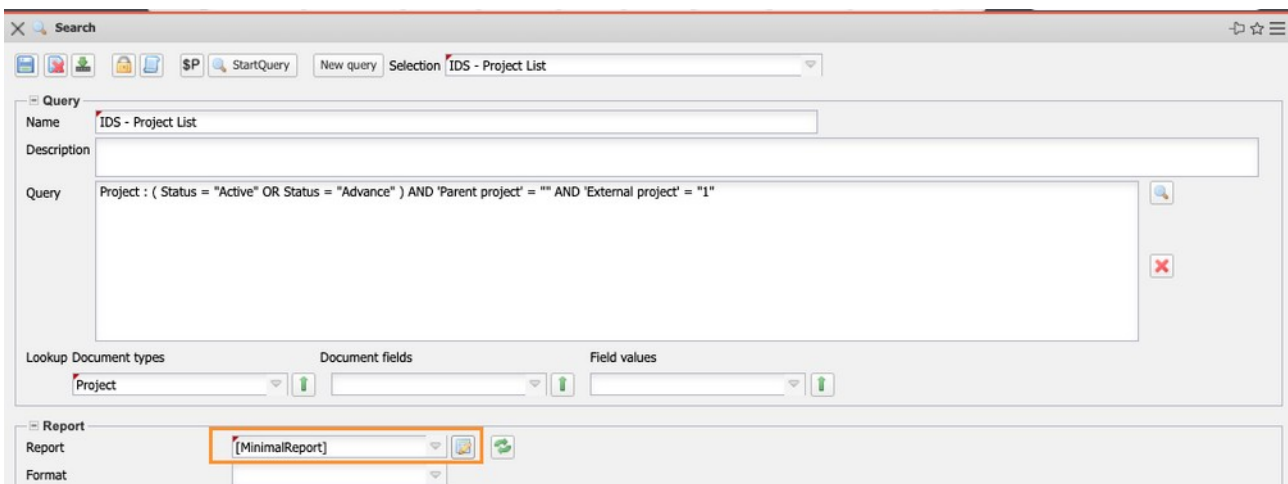 Search
$P StartQuery New query Selection IDS - Project List
Query
Name IDS - Project List
Description
Query Project : ( Status = "Active" OR Status = "Advance" ) AND 'Parent project' = "" AND 'External project' = "1"
Lookup Document types Document fields Field values
Project
Report
Report [MinimalReport]
Format